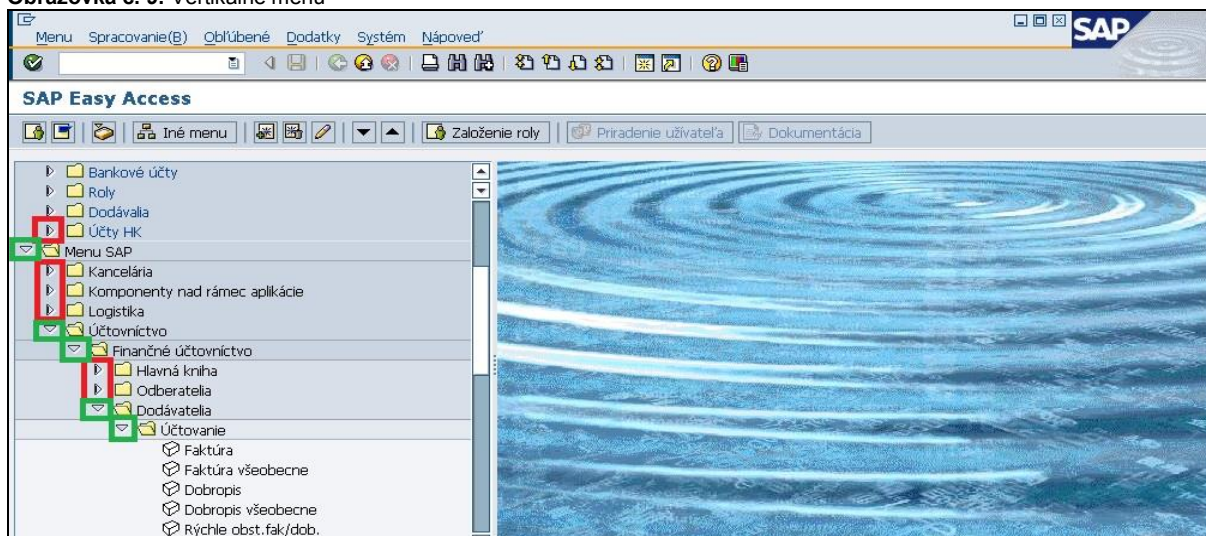 Obrazovka č. 9. Vertikálne menu
Menu Spracovanie(B) Obľúbené Dodatky Systém Nápoveď
SAP
SAP Easy Access
Iné menu Založenie roly Priradenie užívateľa Dokumentácia
Bankové účty
Roly
Dodávalia
Účty HK
Menu SAP
Kancelária
Komponenty nad rámec aplikácie
Logistika
Účtovníctvo
Finančné účtovníctvo
Hlavná kniha
Odberatelia
Dodávatelia
Účtovanie
Faktúra
Faktúra všeobecne
Dobropis
Dobropis všeobecne
Rýchle obst.fak/dob.